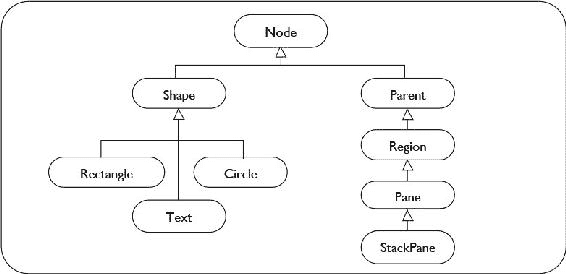 Node
Shape
Parent
Region
Rectangle
Circle
Pane
Text
StackPane